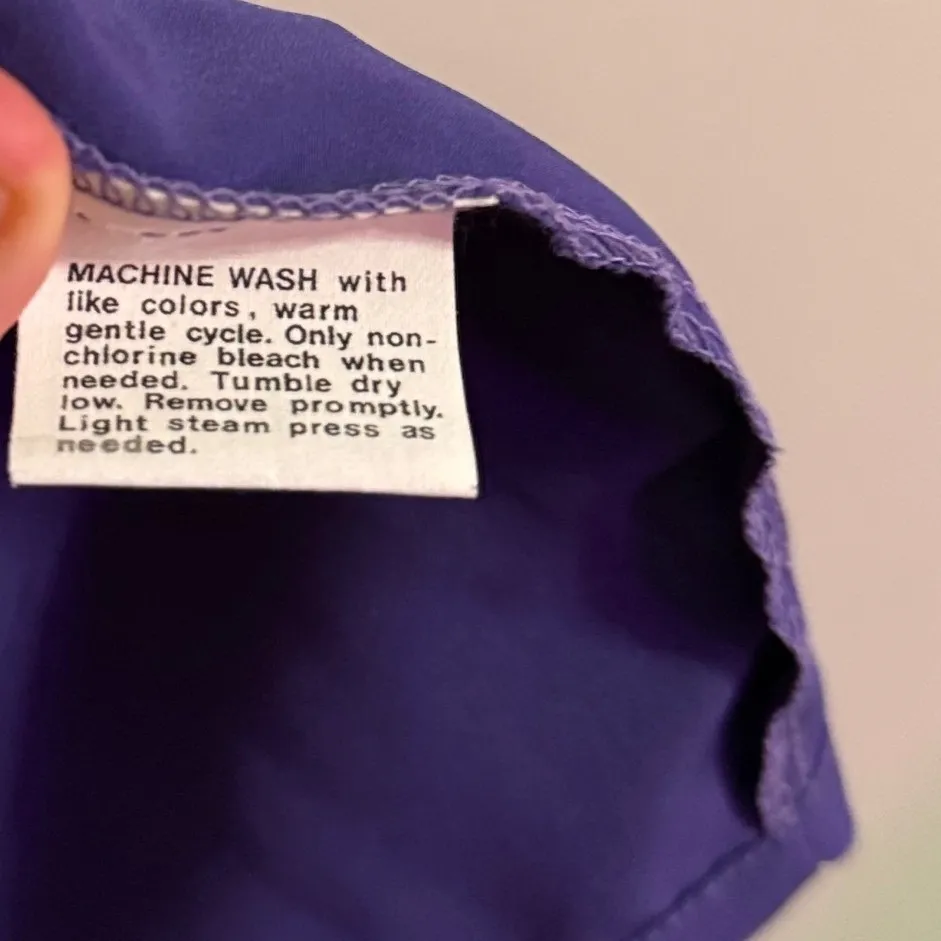 MACHINE WASH with
like colors, warm
gentle cycle. Only non-
chlorine bleach when
needed. Tumble dry
low. Remove promptly.
Light steam press as
needed.